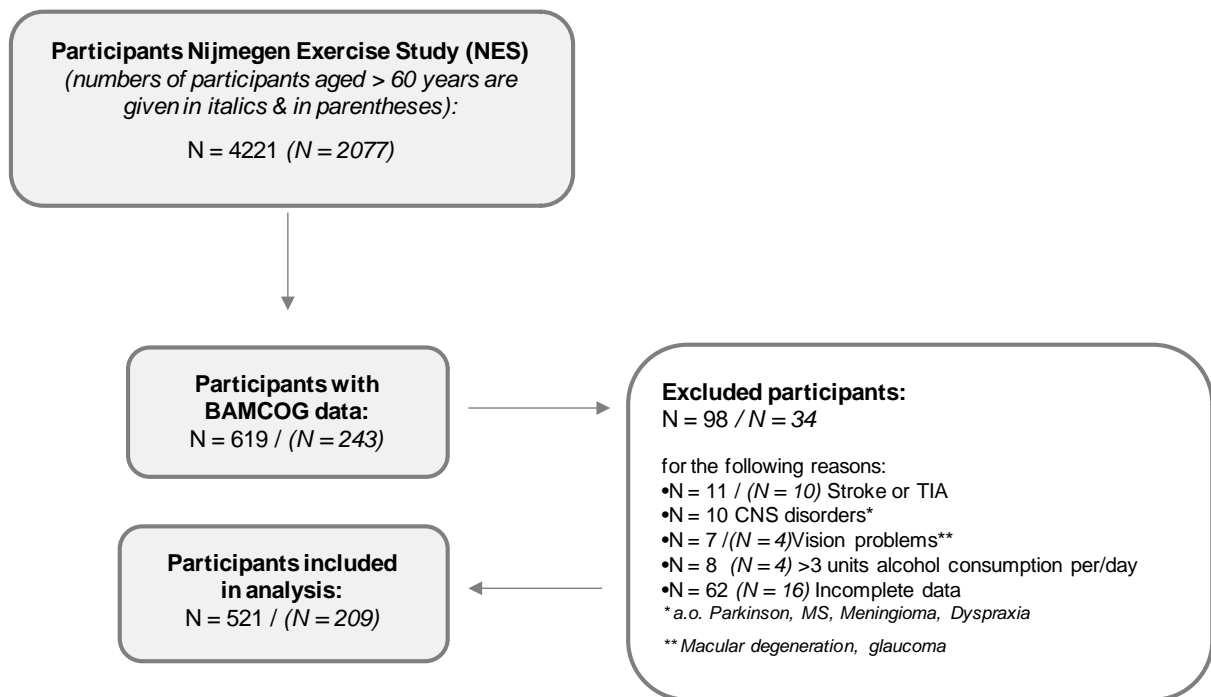 Participants Nijmegen Exercise Study (NES)
(numbers of participants aged > 60 years are
given in italics & in parentheses):
N = 4221 (N = 2077)
Participants with
BAMCOG data:
N = 619 / (N = 243)
Excluded participants:
N = 98 / N = 34
for the following reasons:
•N = 11 / (N = 10) Stroke or TIA
•N = 10 CNS disorders*
•N = 7 /(N = 4)Vision problems**
•N = 8 (N = 4) >3 units alcohol consumption per/day
•N = 62 (N = 16) Incomplete data
* a.o. Parkinson, MS, Meningioma, Dyspraxia
** Macular degeneration, glaucoma
Participants included
in analysis:
N = 521 / (N = 209)